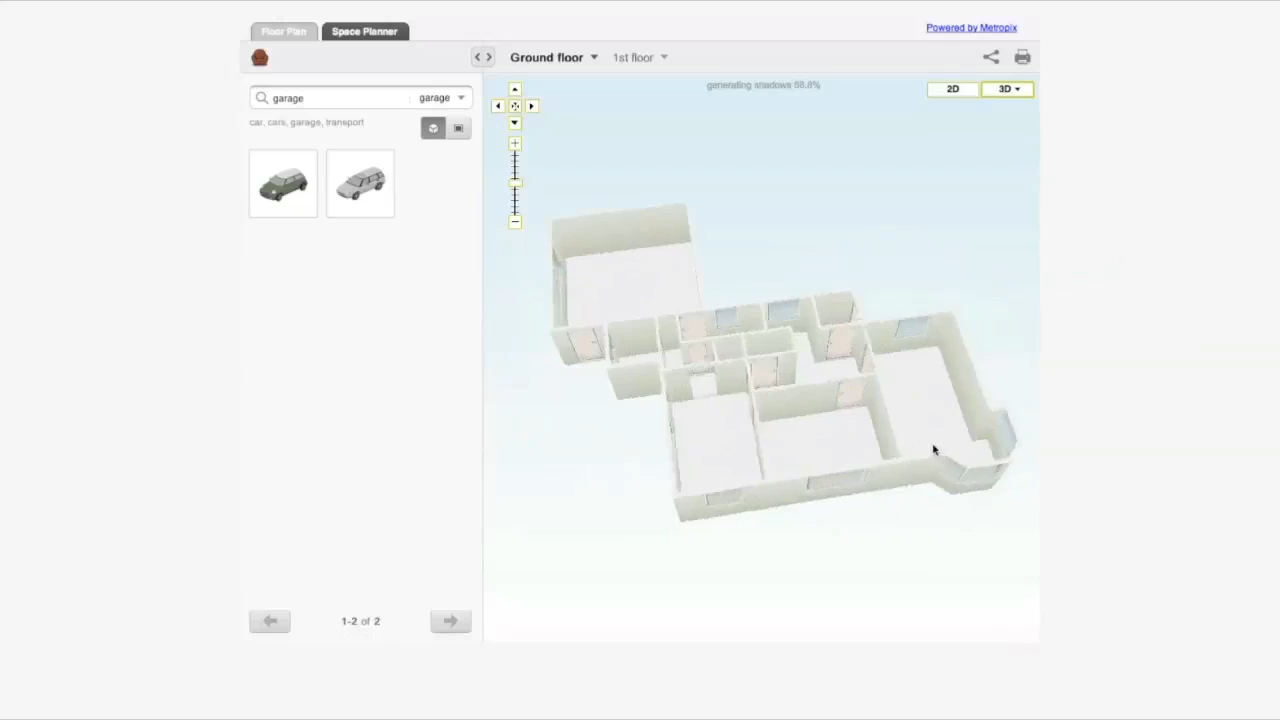 Floor Plan
Space Planner
Powered by Metropix
Ground floor
1st floor
garage
garage
car, cars, garage, transport
generating shadows 68.8%
2D
3D
1-2 of 2